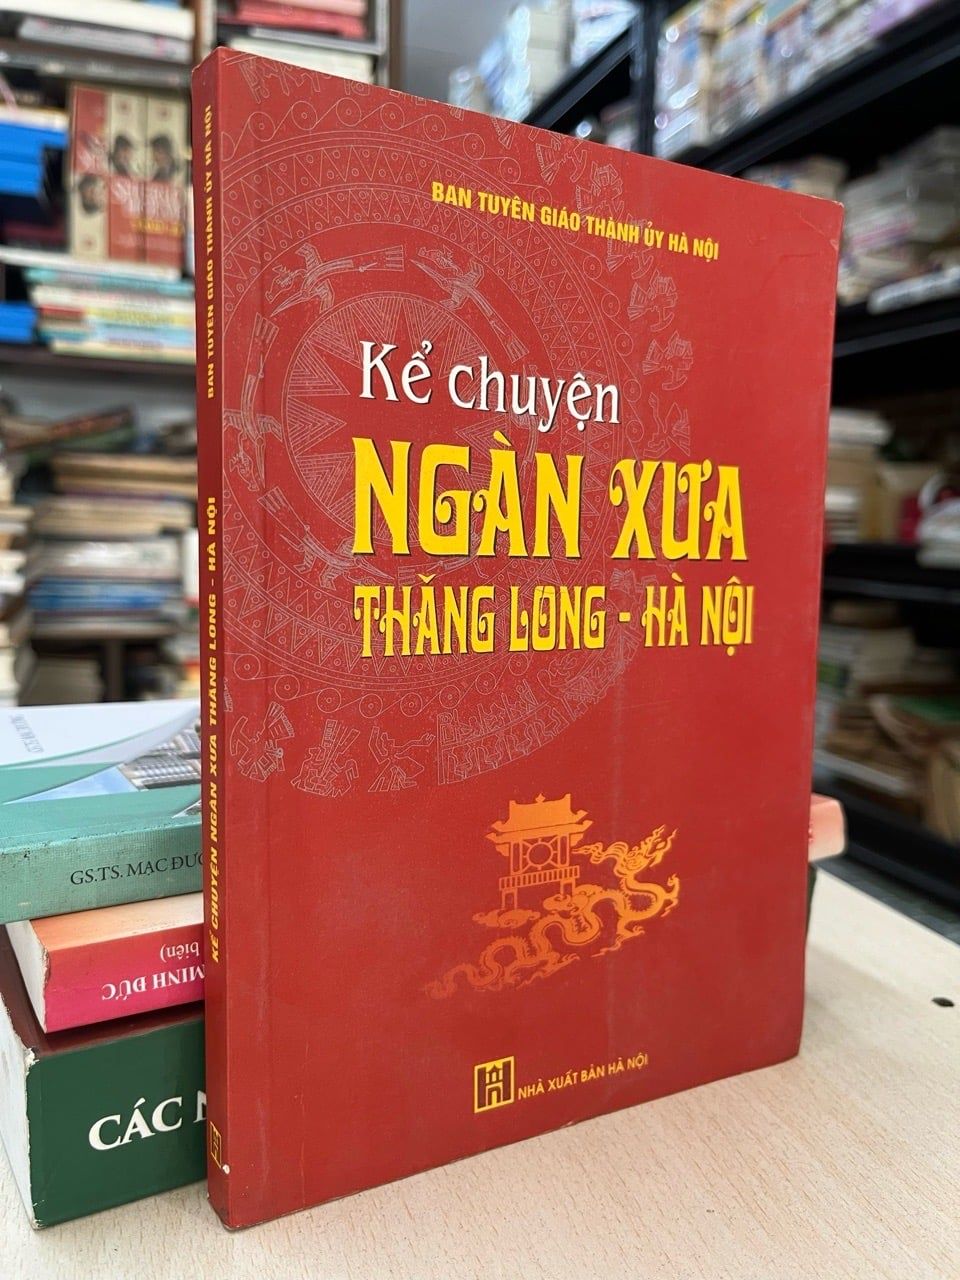 BAN TUYÊN GIÁO THÀNH ỦY HÀ NỘI
Kể chuyện
NGÀN XƯA
THĂNG LONG - HÀ NỘI
NHÀ XUẤT BẢN HÀ NỘI
BAN TUYÊN GIÁO THÀNH ỦY HÀ NỘI
KỂ CHUYỆN NGÀN XƯA THĂNG LONG - HÀ NỘI
GS.TS. MẠC ĐƯ
MINH ĐỨC
biên)
CÁC